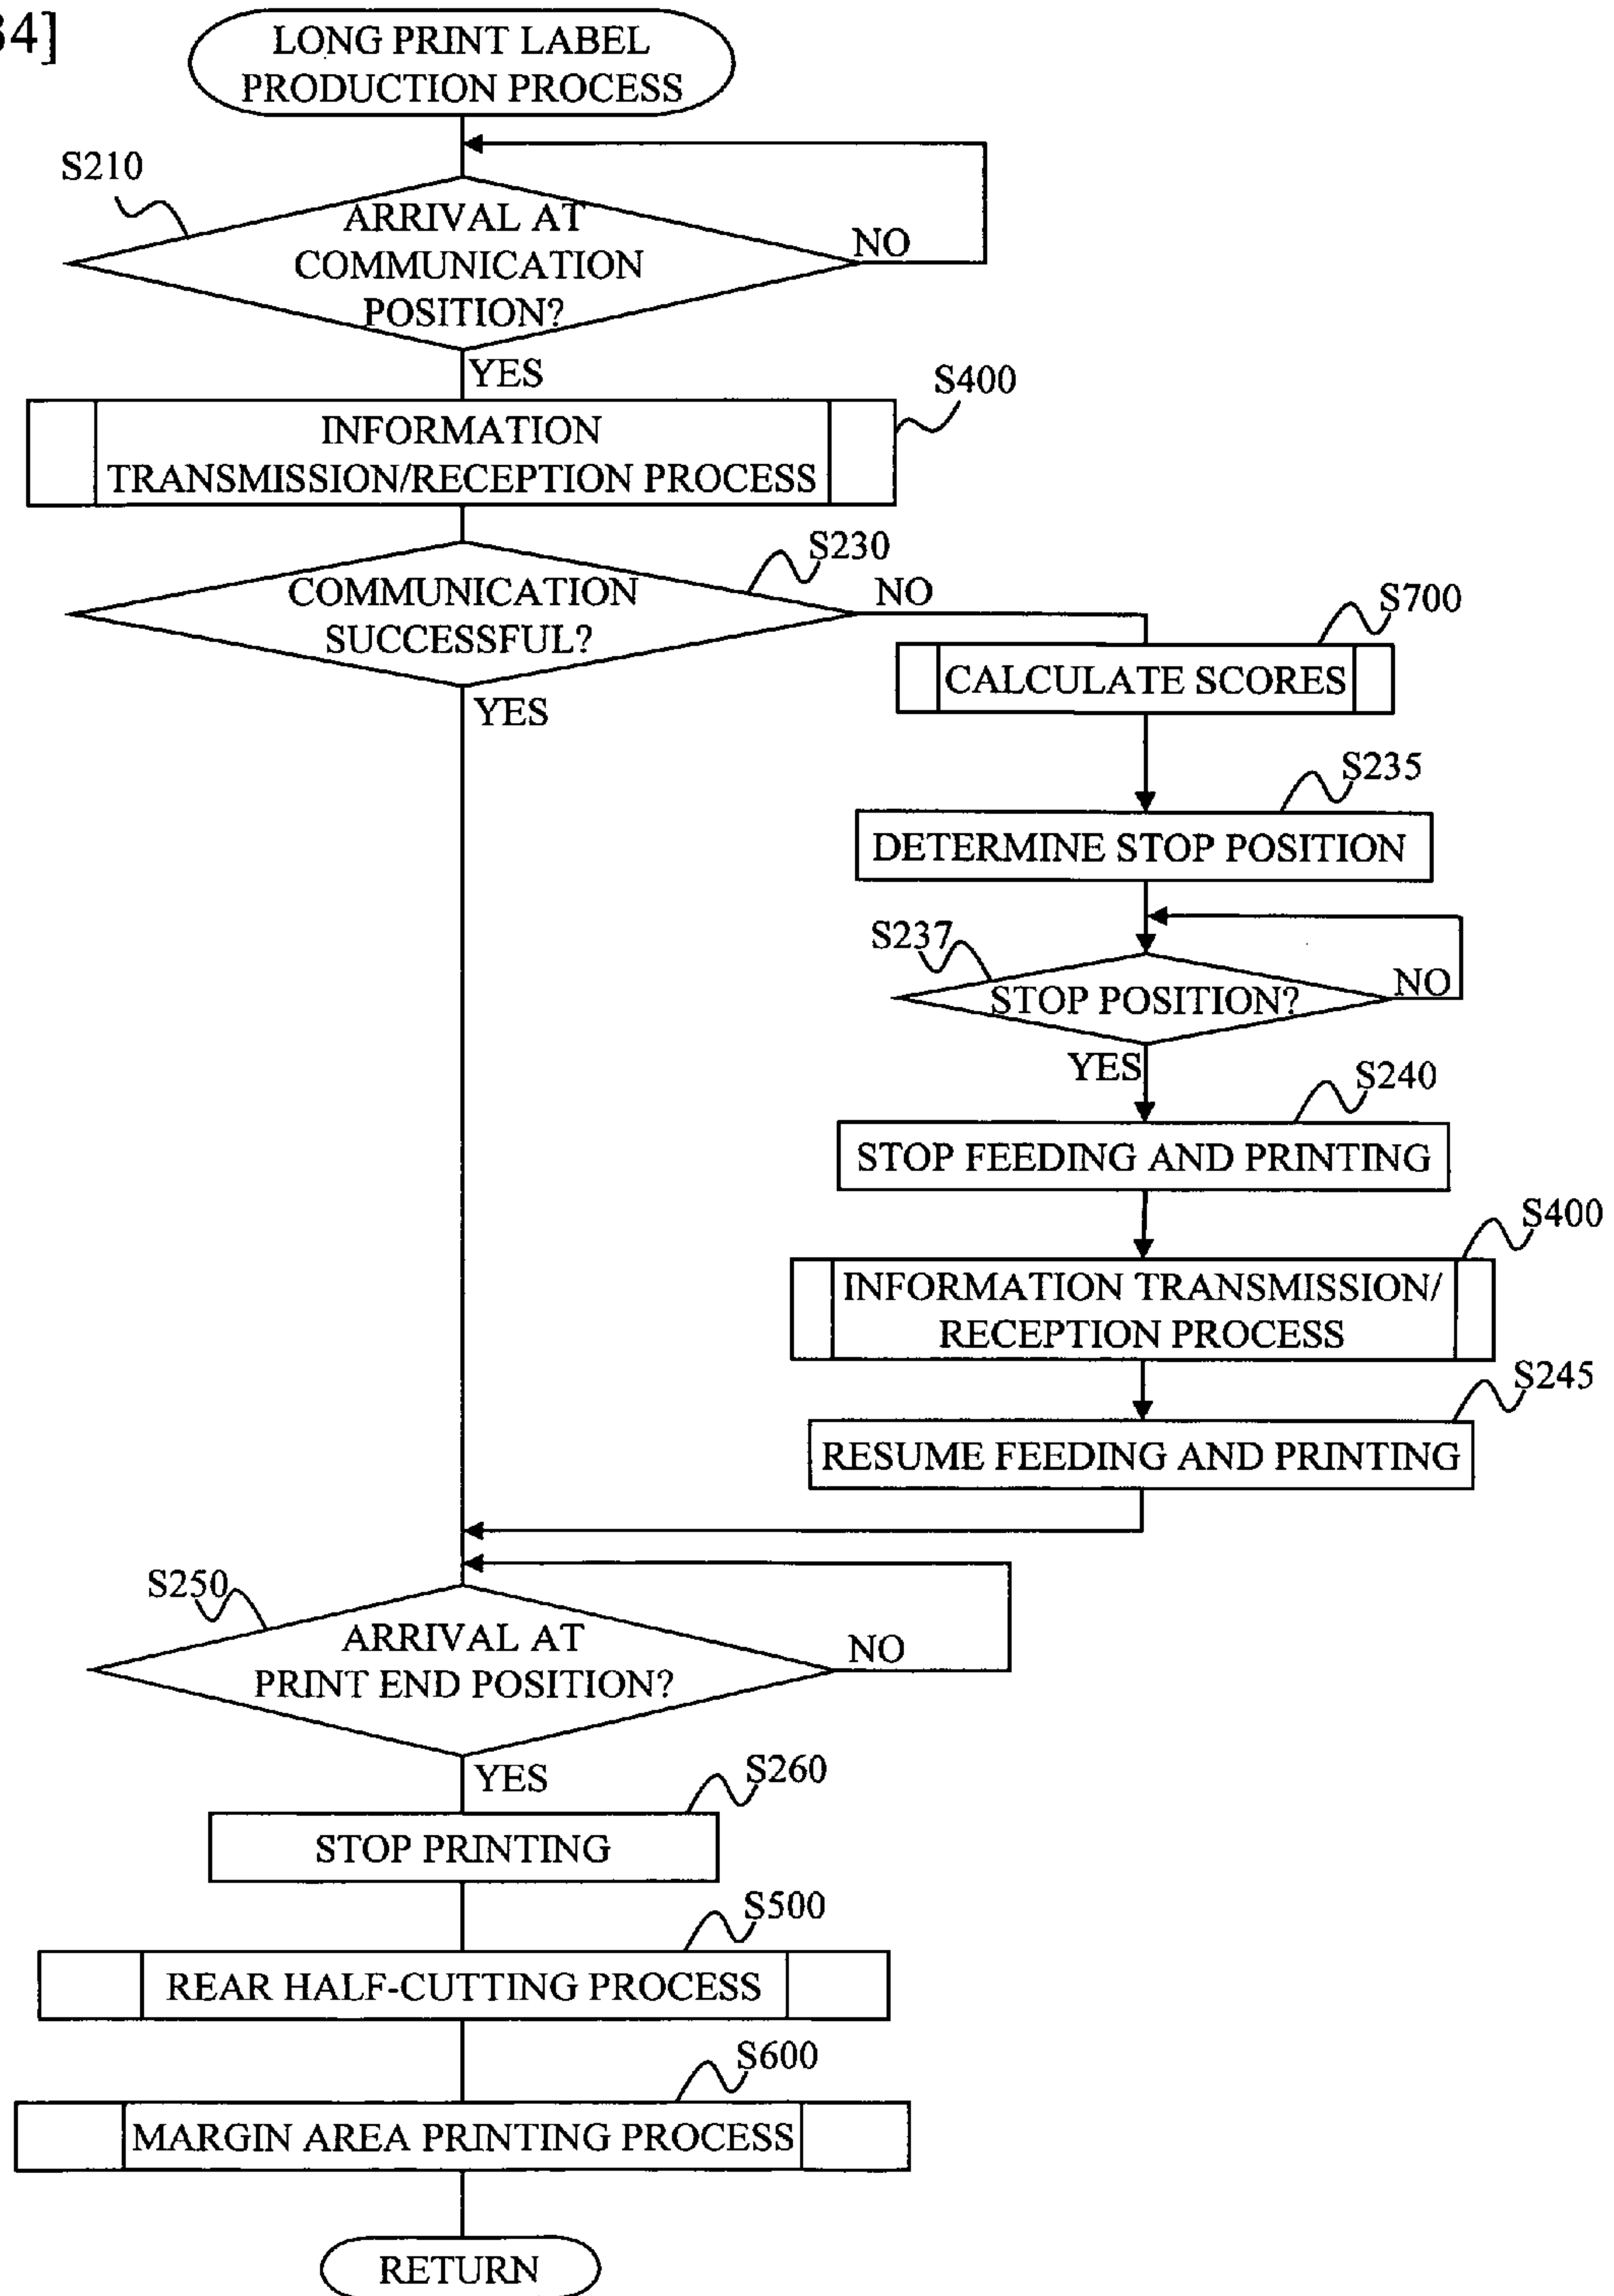 34]
LONG PRINT LABEL
PRODUCTION PROCESS
S210
ARRIVAL AT
COMMUNICATION
POSITION?
NO
YES
S400
INFORMATION
TRANSMISSION/RECEPTION PROCESS
S230
COMMUNICATION
SUCCESSFUL?
NO
YES
S700
CALCULATE SCORES
S235
DETERMINE STOP POSITION
S237
STOP POSITION?
NO
YES
S240
STOP FEEDING AND PRINTING
S400
INFORMATION TRANSMISSION/
RECEPTION PROCESS
S245
RESUME FEEDING AND PRINTING
S250
ARRIVAL AT
PRINT END POSITION?
NO
YES
S260
STOP PRINTING
S500
REAR HALF-CUTTING PROCESS
S600
MARGIN AREA PRINTING PROCESS
RETURN